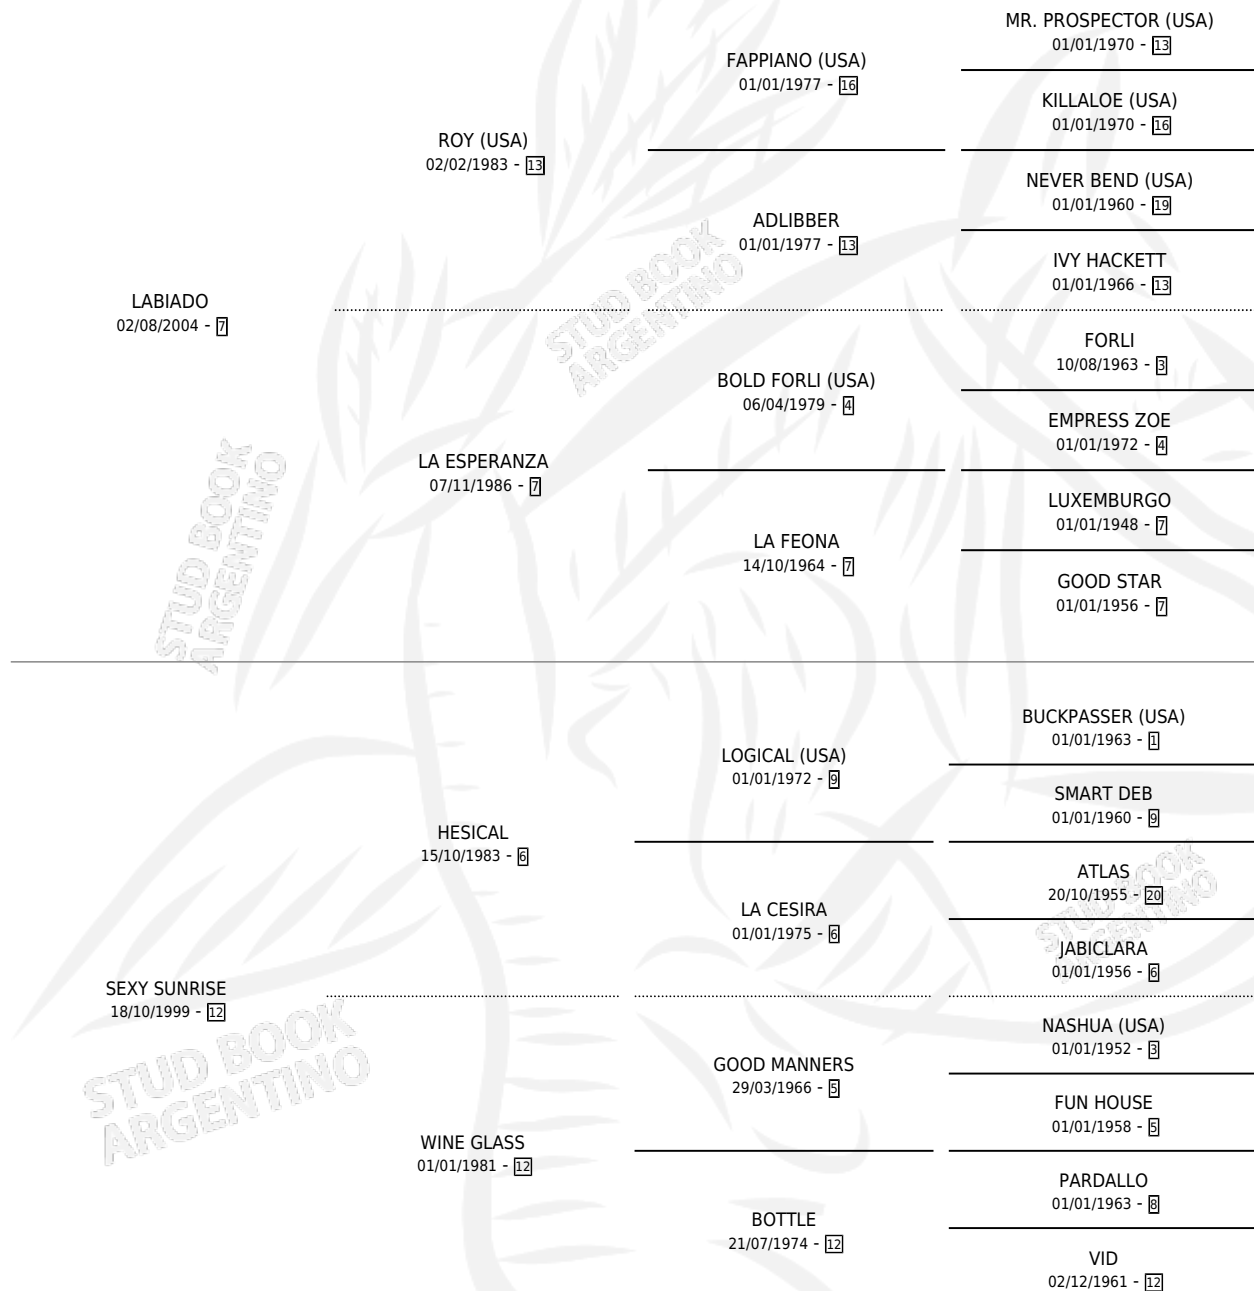 MR. PROSPECTOR (USA)
01/01/1970 - 13
FAPPIANO (USA)
01/01/1977 - 16
KILLALOE (USA)
01/01/1970 - 16
ROY (USA)
02/02/1983 - 13
NEVER BEND (USA)
01/01/1960 - 19
ADLIBBER
01/01/1977 - 13
IVY HACKETT
01/01/1966 - 13
LABIADO
02/08/2004 - 7
STUD BOOK
ARGENTINO
FORLI
10/08/1963 - 3
BOLD FORLI (USA)
06/04/1979 - 4
EMPRESS ZOE
01/01/1972 - 4
LA ESPERANZA
07/11/1986 - 7
LUXEMBURGO
01/01/1948 - 7
LA FEONA
14/10/1964 - 7
GOOD STAR
01/01/1956 - 7
STUD BOOK
ARGENTINO
BUCKPASSER (USA)
01/01/1963 - 1
LOGICAL (USA)
01/01/1972 - 9
SMART DEB
01/01/1960 - 9
HESICAL
15/10/1983 - 6
ATLAS
20/10/1955 - 20
LA CESIRA
01/01/1975 - 6
JABICLARA
01/01/1956 - 6
STUD BOOK
ARGENTINO
SEXY SUNRISE
18/10/1999 - 12
NASHUA (USA)
01/01/1952 - 3
GOOD MANNERS
29/03/1966 - 5
FUN HOUSE
01/01/1958 - 5
STUD BOOK
ARGENTINO
WINE GLASS
01/01/1981 - 12
PARDALLO
01/01/1963 - 8
BOTTLE
21/07/1974 - 12
VID
02/12/1961 - 12